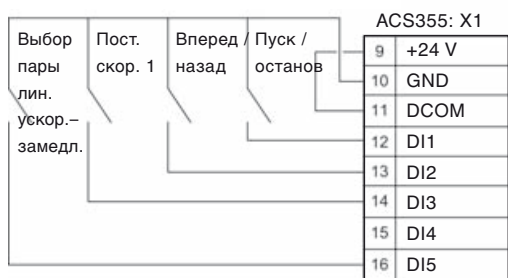 ACS355: X1
Выбор
пары
лин.
ускор.–
замедл.
Пост.
скор. 1
Вперед /
назад
Пуск /
останов
9 +24 V
10 GND
11 DCOM
12 DI1
13 DI2
14 DI3
15 DI4
16 DI5